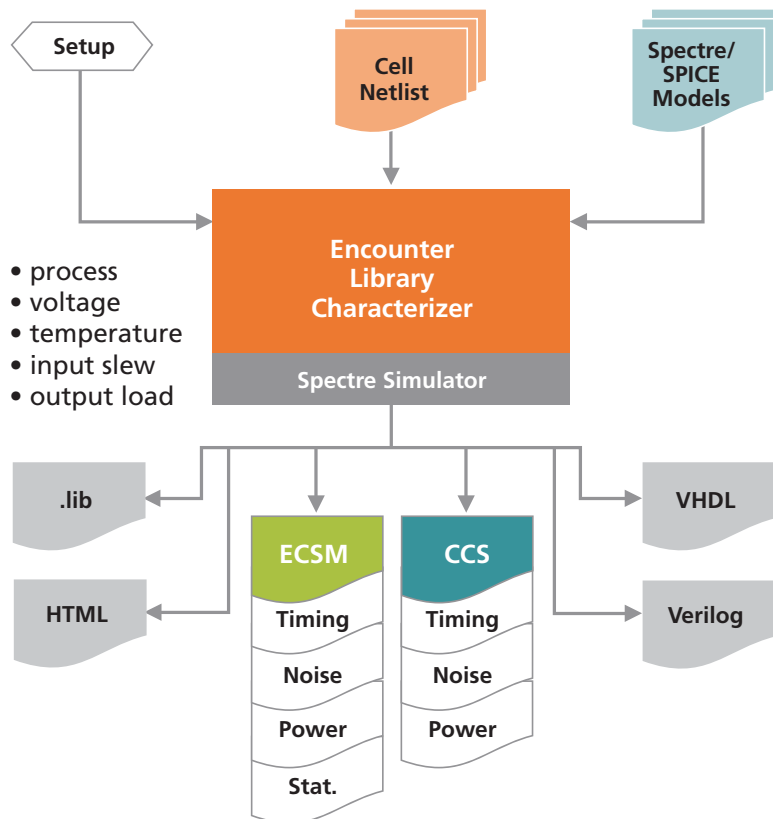 Setup
Cell
Netlist
Spectre/
SPICE
Models
Encounter
Library
Characterizer
• process
• voltage
• temperature
• input slew
• output load
Spectre Simulator
.lib
HTML
ECSM
Timing
Noise
Power
Stat.
CCS
Timing
Noise
Power
VHDL
Verilog